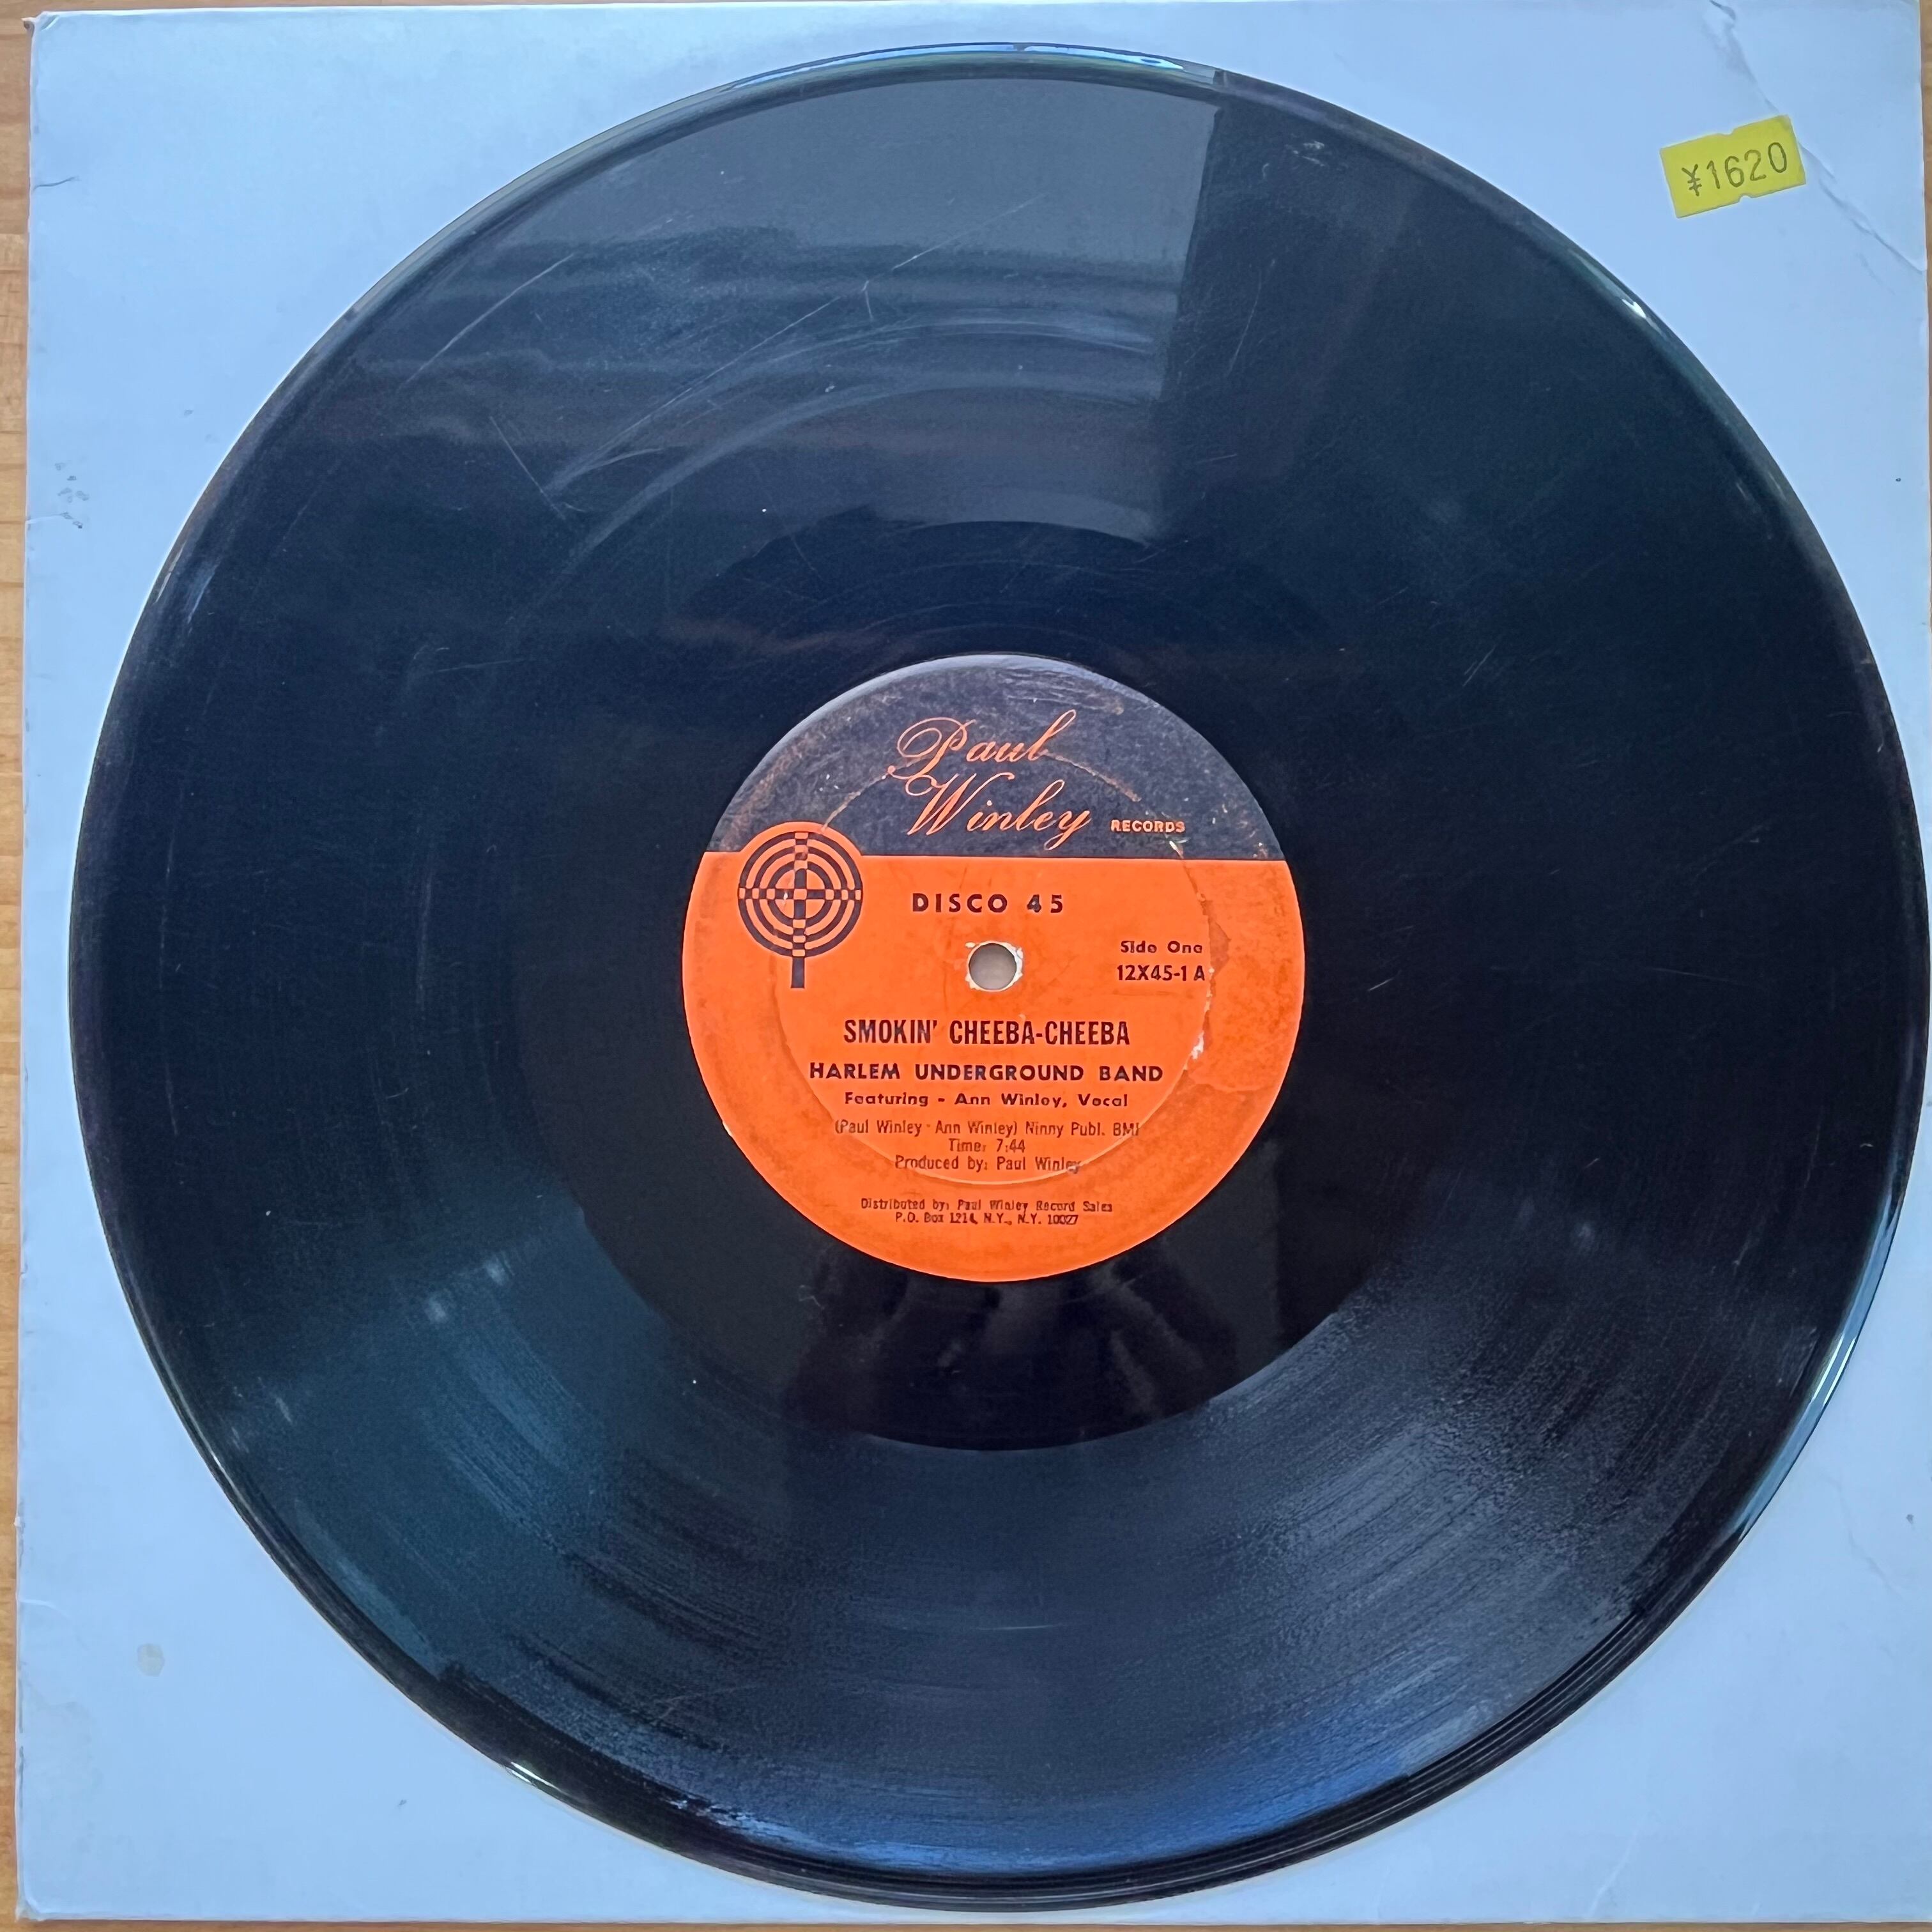 ¥1620
Paul
Winley RECORDS
DISCO 45
Side One
12X45-1 A
SMOKIN' CHEEBA-CHEEBA
HARLEM UNDERGROUND BAND
Featuring - Ann Winley, Vocal
(Paul Winley - Ann Winley) Ninny Publ. BMI
Time: 7:44
Produced by: Paul Winley
Distributed by: Paul Winley Record Sales
P.O. Box 1214, N.Y., N.Y. 10027